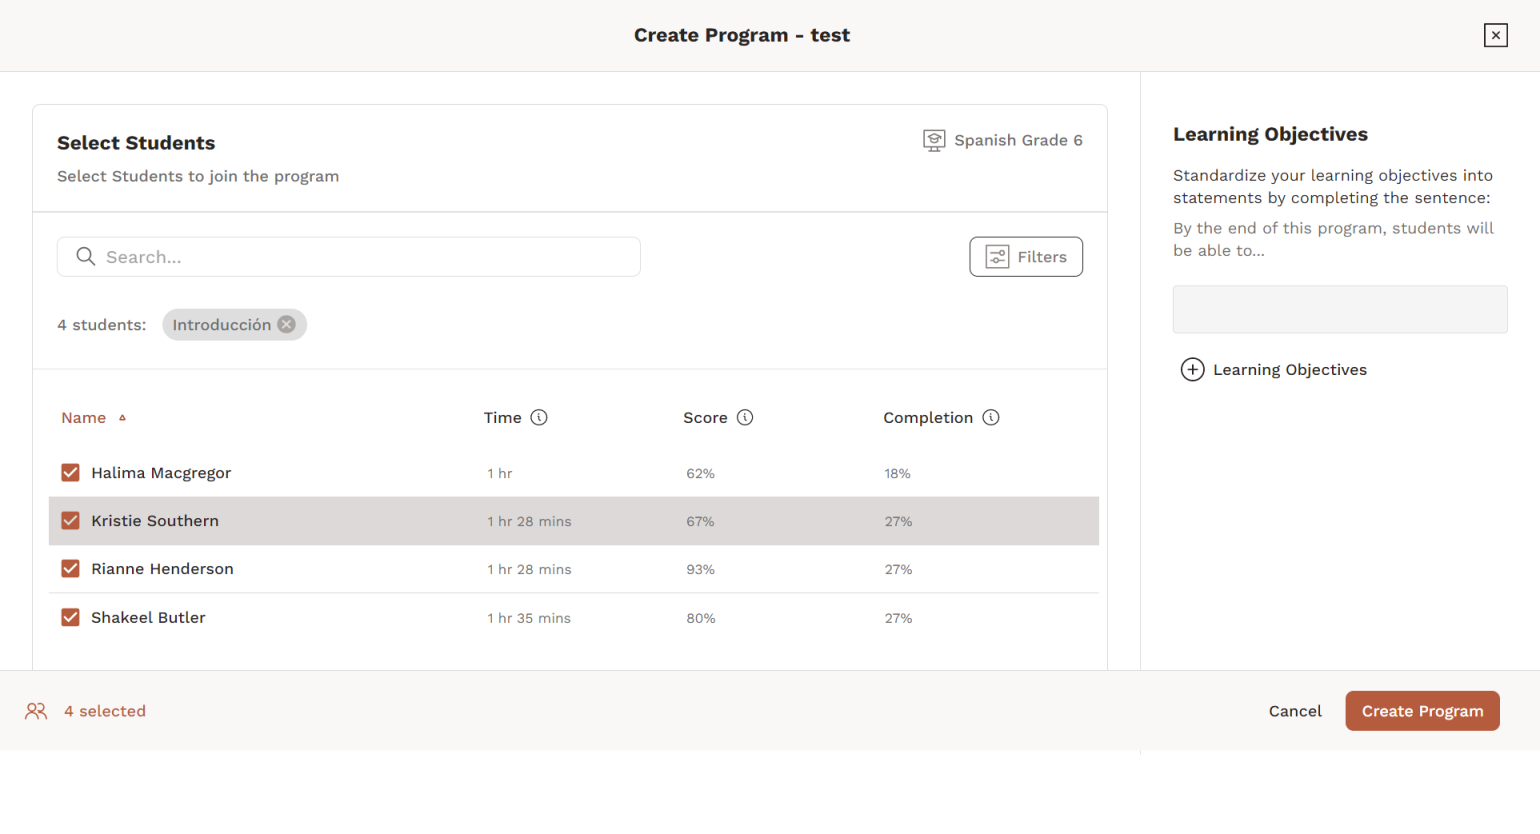 Create Program - test
Select Students
Select Students to join the program
Spanish Grade 6
Search...
Filters
4 students:
Introducción
Name
Time
Score
Completion
Halima Macgregor 1 hr 62% 18%
Kristie Southern 1 hr 28 mins 67% 27%
Rianne Henderson 1 hr 28 mins 93% 27%
Shakeel Butler 1 hr 35 mins 80% 27%
Learning Objectives
Standardize your learning objectives into
statements by completing the sentence:
By the end of this program, students will
be able to...
Learning Objectives
4 selected
Cancel
Create Program